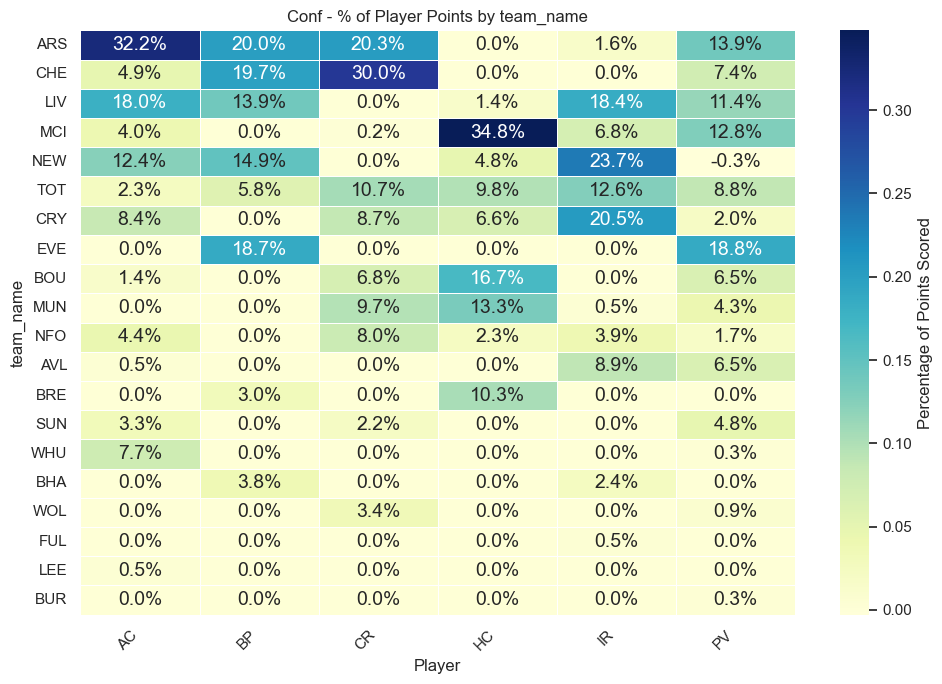 Conf - % of Player Points by team_name
ARS 32.2% 20.0% 20.3% 0.0% 1.6% 13.9%
CHE 4.9% 19.7% 30.0% 0.0% 0.0% 7.4%
LIV 18.0% 13.9% 0.0% 1.4% 18.4% 11.4%
MCI 4.0% 0.0% 0.2% 34.8% 6.8% 12.8%
NEW 12.4% 14.9% 0.0% 4.8% 23.7% -0.3%
TOT 2.3% 5.8% 10.7% 9.8% 12.6% 8.8%
CRY 8.4% 0.0% 8.7% 6.6% 20.5% 2.0%
EVE 0.0% 18.7% 0.0% 0.0% 0.0% 18.8%
BOU 1.4% 0.0% 6.8% 16.7% 0.0% 6.5%
MUN 0.0% 0.0% 9.7% 13.3% 0.5% 4.3%
NFO 4.4% 0.0% 8.0% 2.3% 3.9% 1.7%
AVL 0.5% 0.0% 0.0% 0.0% 8.9% 6.5%
BRE 0.0% 3.0% 0.0% 10.3% 0.0% 0.0%
SUN 3.3% 0.0% 2.2% 0.0% 0.0% 4.8%
WHU 7.7% 0.0% 0.0% 0.0% 0.0% 0.3%
BHA 0.0% 3.8% 0.0% 0.0% 2.4% 0.0%
WOL 0.0% 0.0% 3.4% 0.0% 0.0% 0.9%
FUL 0.0% 0.0% 0.0% 0.0% 0.5% 0.0%
LEE 0.5% 0.0% 0.0% 0.0% 0.0% 0.0%
BUR 0.0% 0.0% 0.0% 0.0% 0.0% 0.3%
AC BP CR HC IR PV
Player
team_name
0.30
0.25
0.20
0.15
0.10
0.05
0.00
Percentage of Points Scored